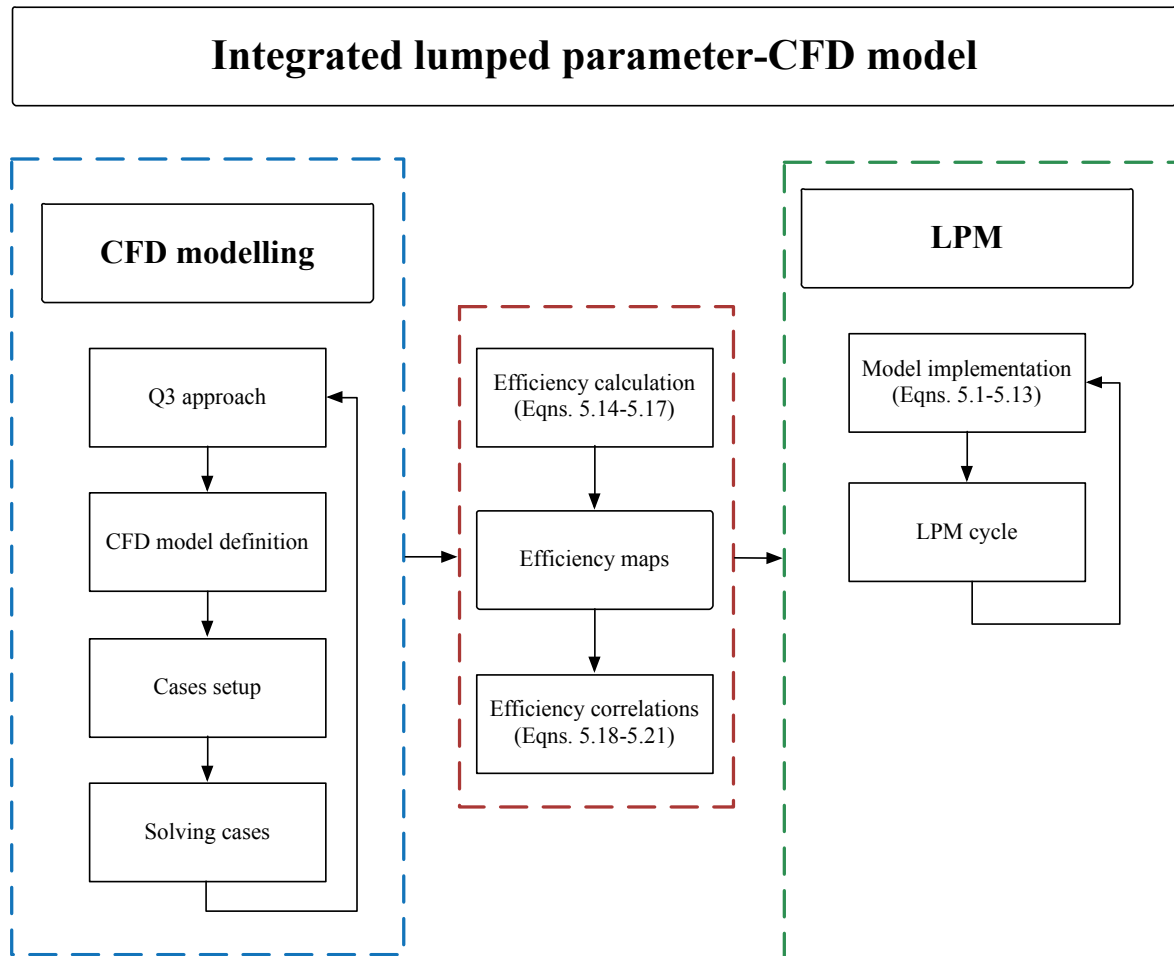 Integrated lumped parameter-CFD model
CFD modelling
Q3 approach
CFD model definition
Cases setup
Solving cases
Efficiency calculation
(Eqns. 5.14-5.17)
Efficiency maps
Efficiency correlations
(Eqns. 5.18-5.21)
LPM
Model implementation
(Eqns. 5.1-5.13)
LPM cycle